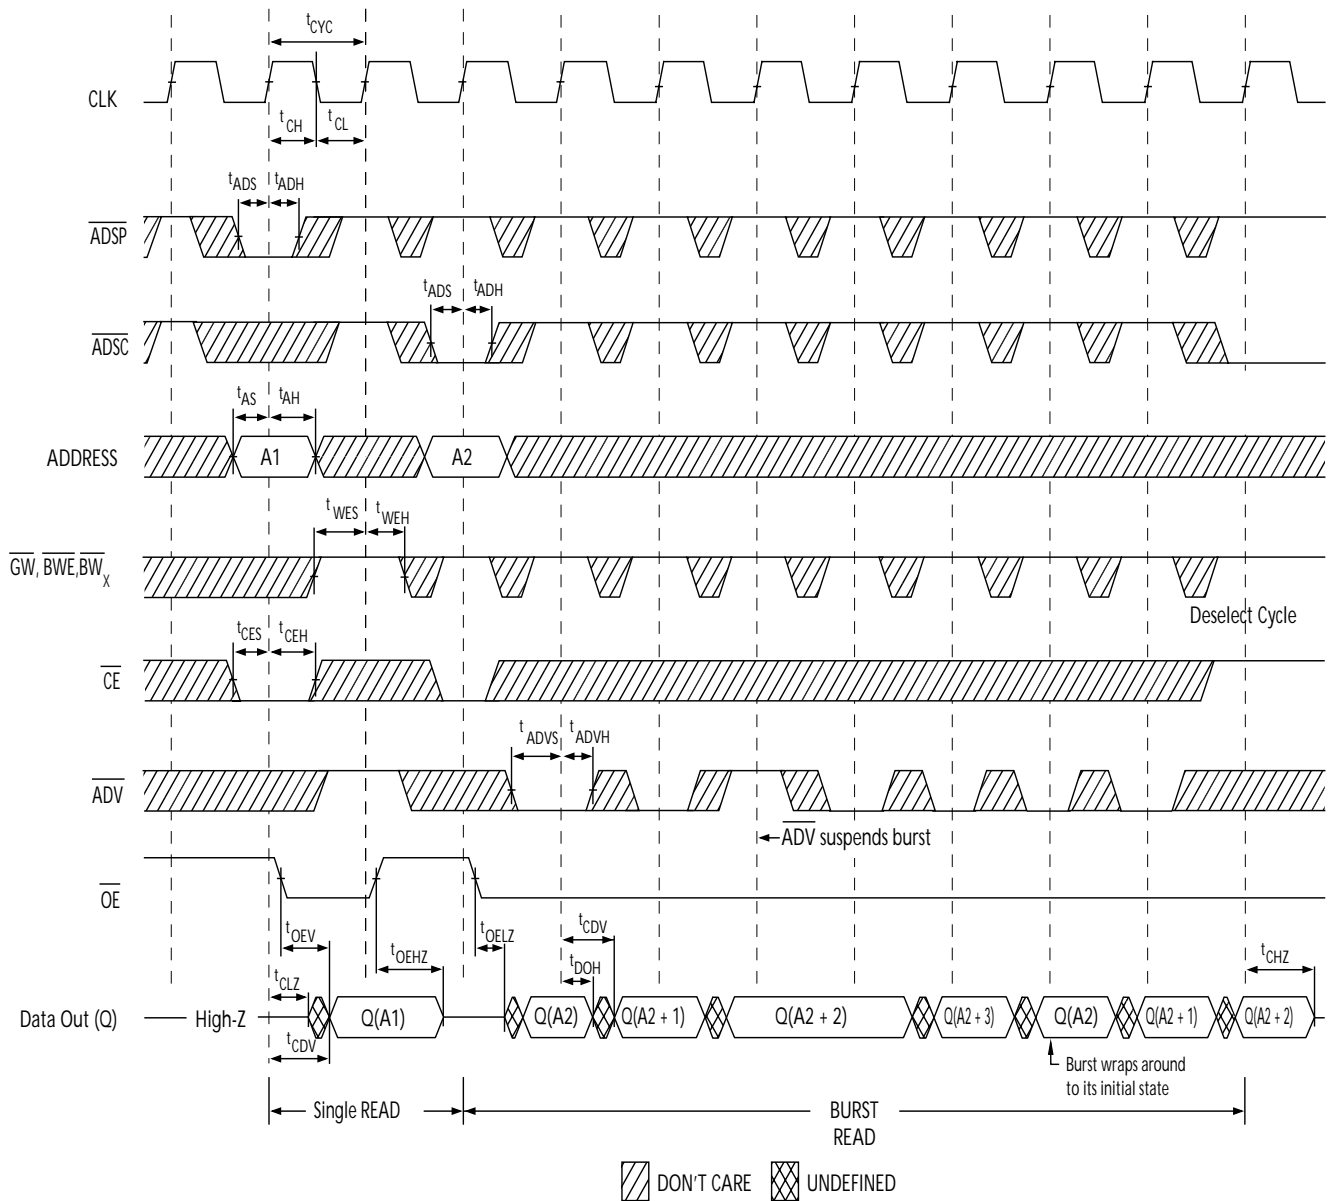 tCYC
CLK
tCH
tCL
tADS
tADH
ADSP
tADS
tADH
ADSC
tAS
tAH
ADDRESS
A1
A2
tWES
tWEH
GW, BWE,BWX
Deselect Cycle
tCES
tCEH
CE
tADVS
tADVH
ADV
ADV suspends burst
OE
tOEV
tOEHZ
tOELZ
tCDV
tCHZ
tCLZ
tDOH
Data Out (Q)
High-Z
Q(A1)
Q(A2)
Q(A2 + 1)
Q(A2 + 2)
Q(A2 + 3)
Q(A2)
Q(A2 + 1)
Q(A2 + 2)
tCDV
Burst wraps around
to its initial state
Single READ
BURST
READ
DON'T CARE
UNDEFINED